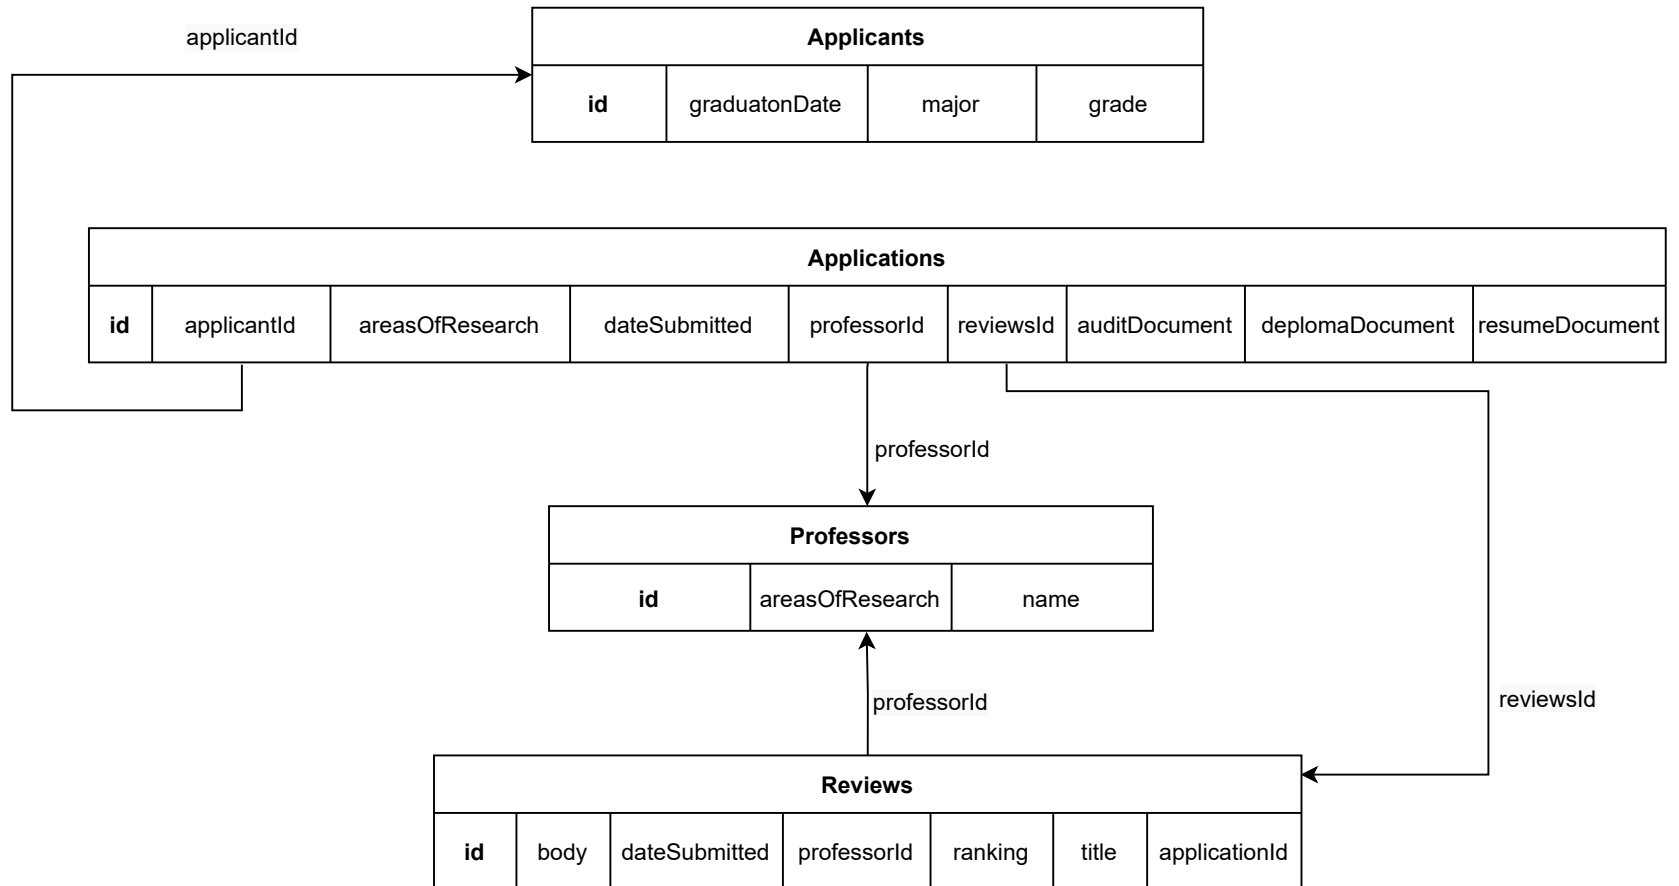 applicantId
Applicants
id graduatonDate major grade
Applications
id applicantId areasOfResearch dateSubmitted professorId reviewsId auditDocument deplomaDocument resumeDocument
professorId
Professors
id areasOfResearch name
professorId
reviewsId
Reviews
id body dateSubmitted professorId ranking title applicationId